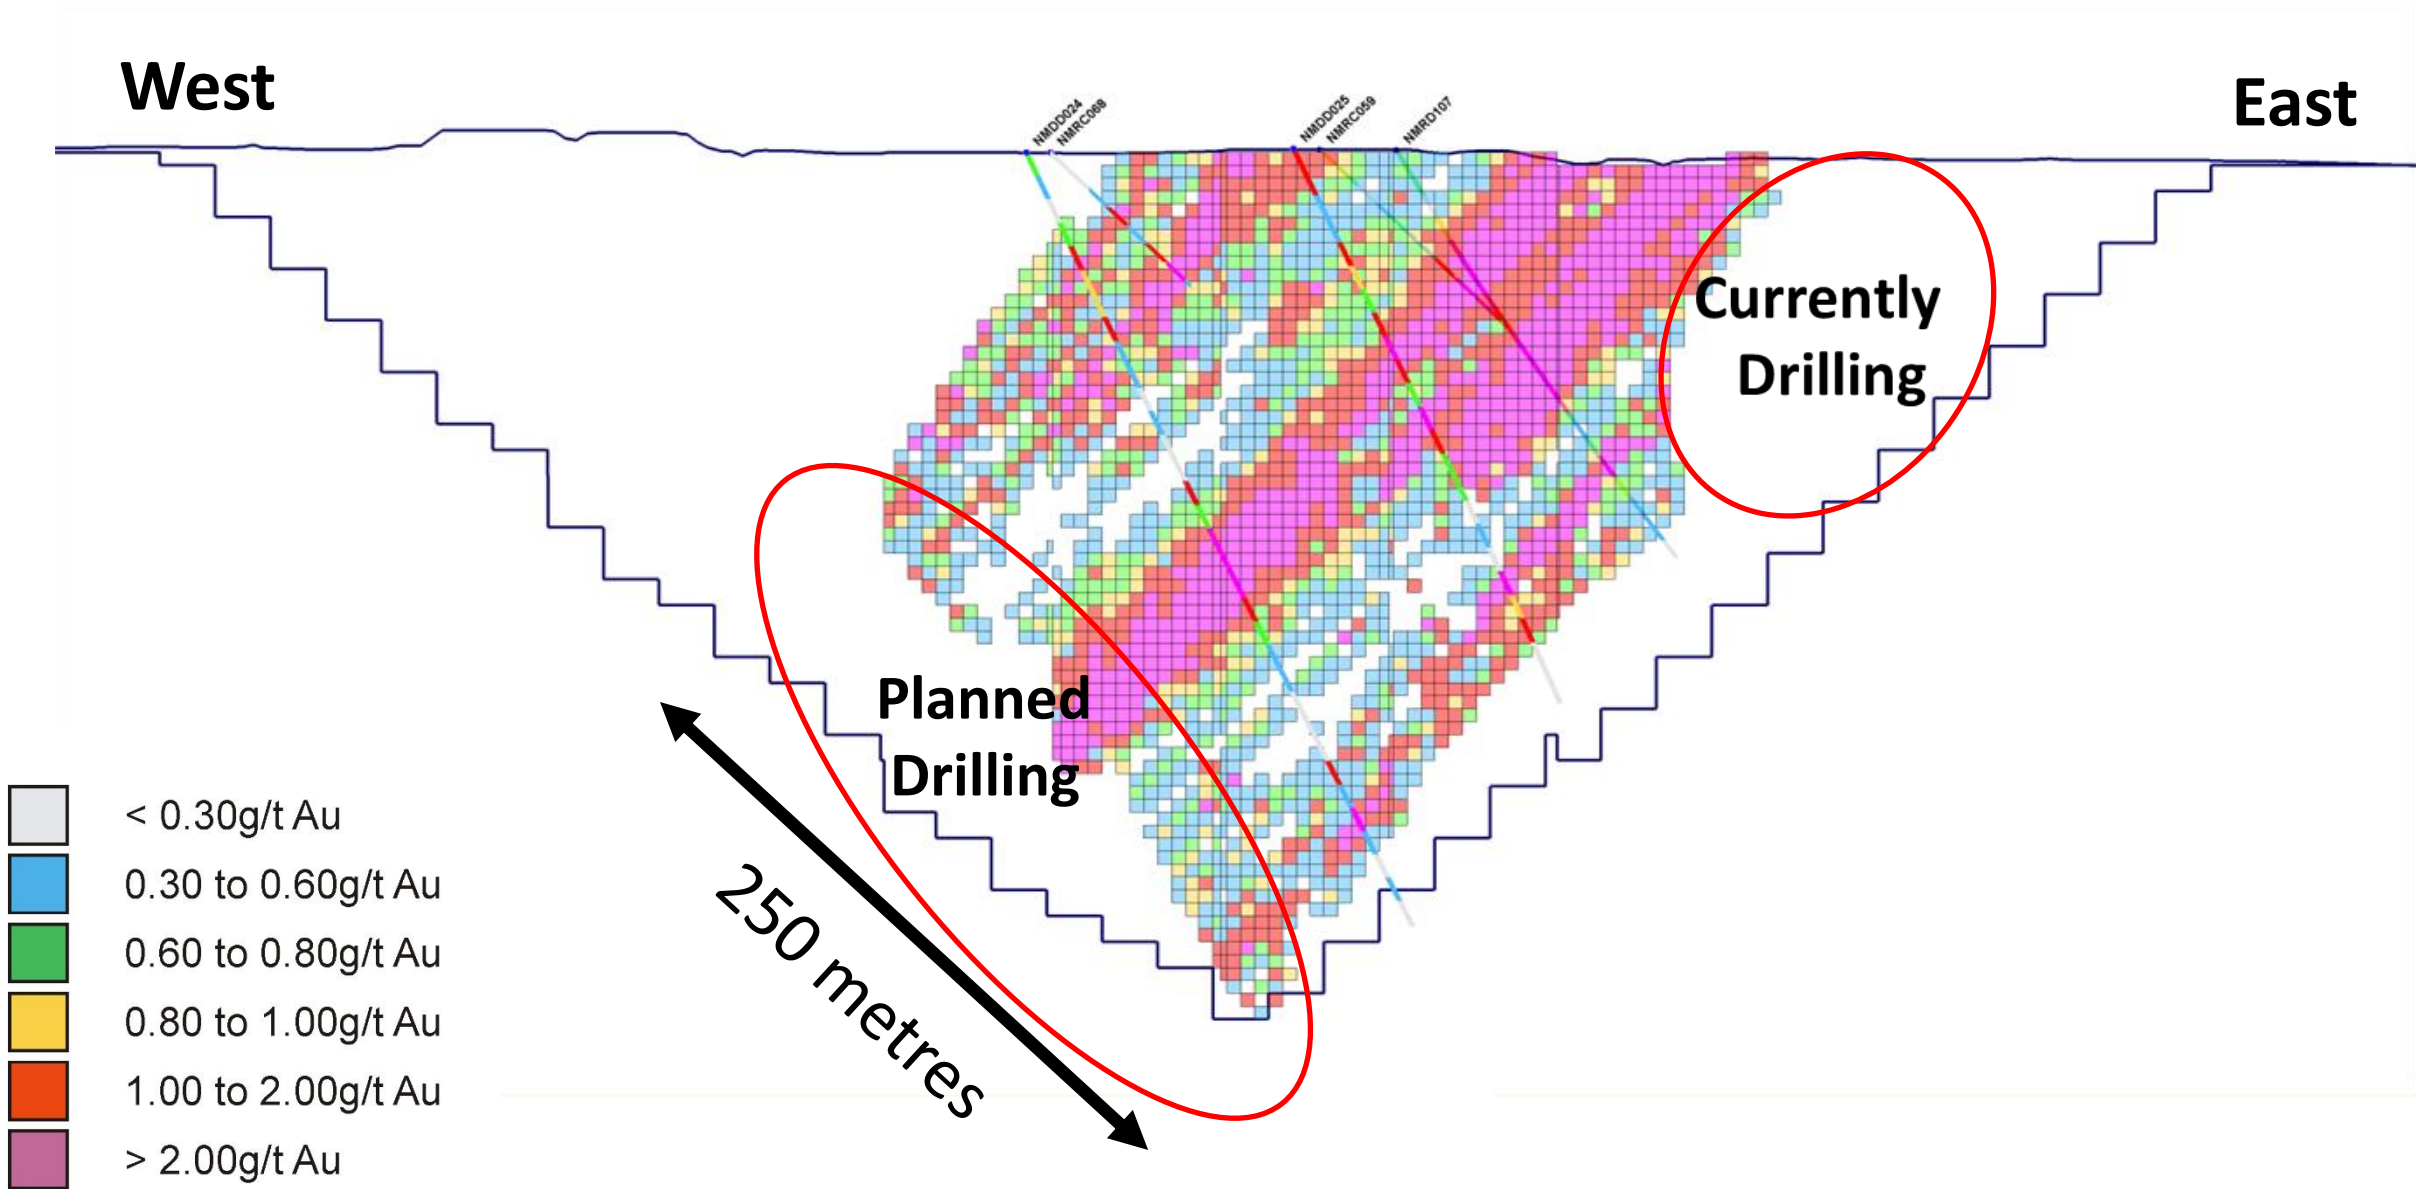 West
East
NMDD024
NMRC068
NMDD025
NMRC059
NMRD107
Currently
Drilling
Planned
Drilling
250 metres
< 0.30g/t Au
0.30 to 0.60g/t Au
0.60 to 0.80g/t Au
0.80 to 1.00g/t Au
1.00 to 2.00g/t Au
> 2.00g/t Au